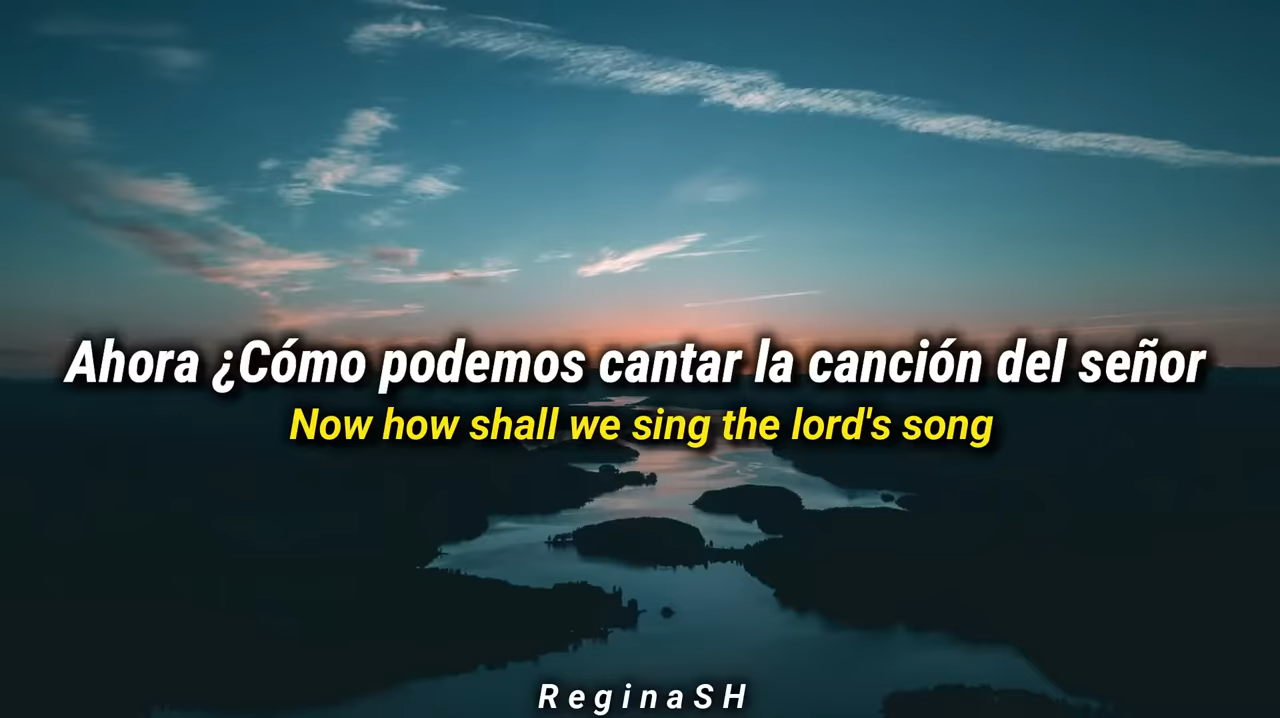 Ahora ¿Cómo podemos cantar la canción del señor
Now how shall we sing the lord's song
ReginaSH